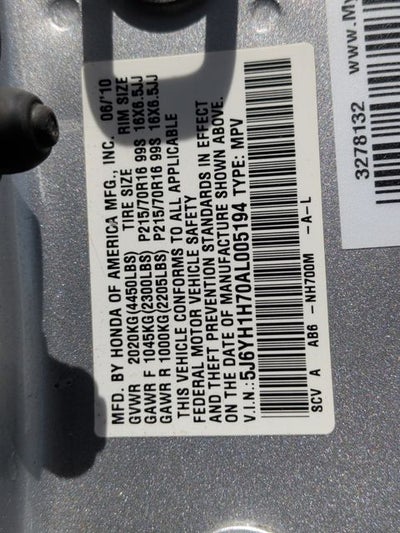 MFD. BY HONDA OF AMERICA MFG., INC. 06/'10
GVWR 2020KG(4450LBS) TIRE SIZE RIM SIZE
GAWR F 1045KG(2300LBS) P215/70R16 99S 16X6.5JJ
GAWR R 1000KG(2205LBS) P215/70R16 99S 16X6.5JJ
THIS VEHICLE CONFORMS TO ALL APPLICABLE
FEDERAL MOTOR VEHICLE SAFETY
AND THEFT PREVENTION STANDARDS IN EFFECT
ON THE DATE OF MANUFACTURE SHOWN ABOVE.
V.I.N.:5J6YH1H70AL005194 TYPE: MPV
SCV A AB6 -NH700M -A-L
www.My
3278132